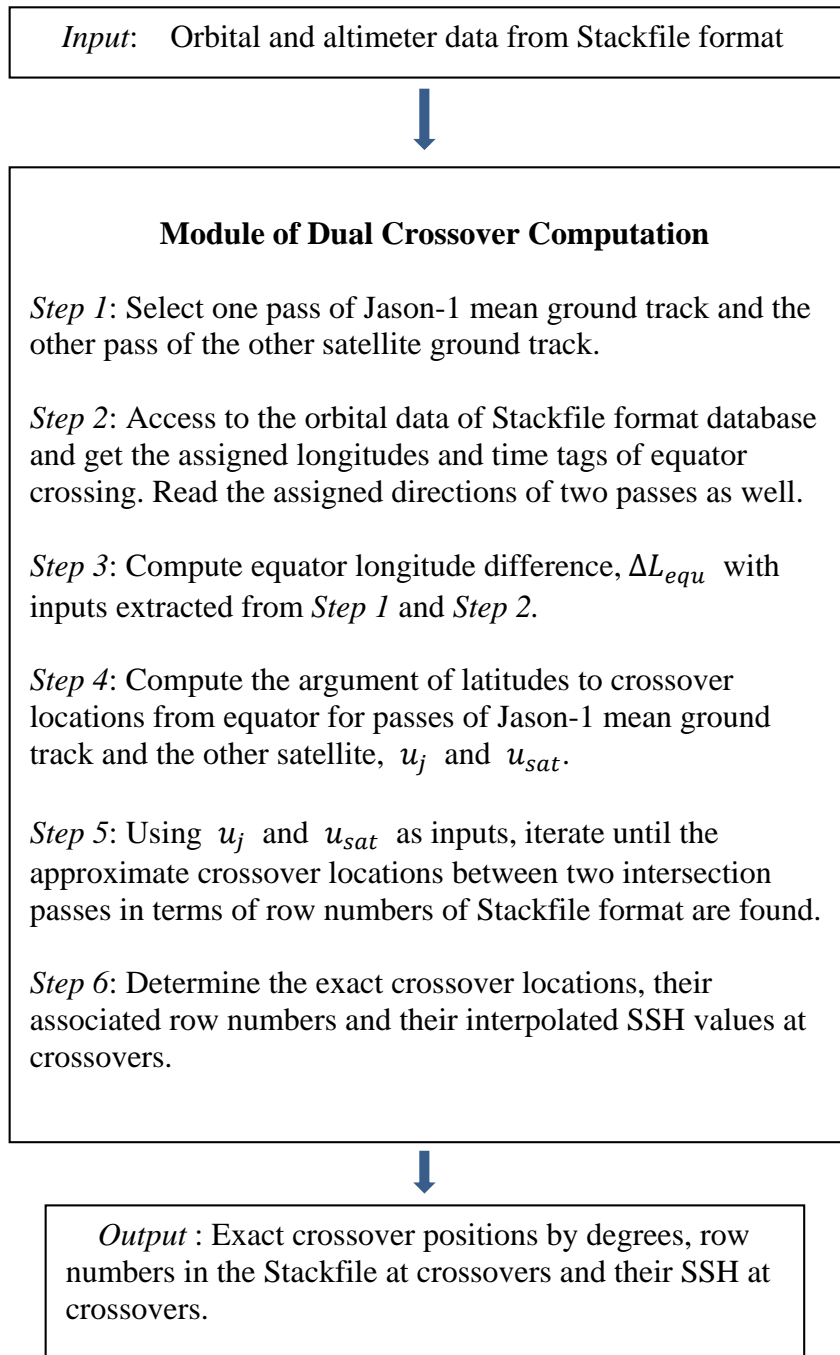 Input: Orbital and altimeter data from Stackfile format
Module of Dual Crossover Computation
Step 1: Select one pass of Jason-1 mean ground track and the
other pass of the other satellite ground track.
Step 2: Access to the orbital data of Stackfile format database
and get the assigned longitudes and time tags of equator
crossing. Read the assigned directions of two passes as well.
Step 3: Compute equator longitude difference, ΔL_{equ} with
inputs extracted from Step 1 and Step 2.
Step 4: Compute the argument of latitudes to crossover
locations from equator for passes of Jason-1 mean ground
track and the other satellite, u_j and u_{sat}.
Step 5: Using u_j and u_{sat} as inputs, iterate until the
approximate crossover locations between two intersection
passes in terms of row numbers of Stackfile format are found.
Step 6: Determine the exact crossover locations, their
associated row numbers and their interpolated SSH values at
crossovers.
Output : Exact crossover positions by degrees, row
numbers in the Stackfile at crossovers and their SSH at
crossovers.